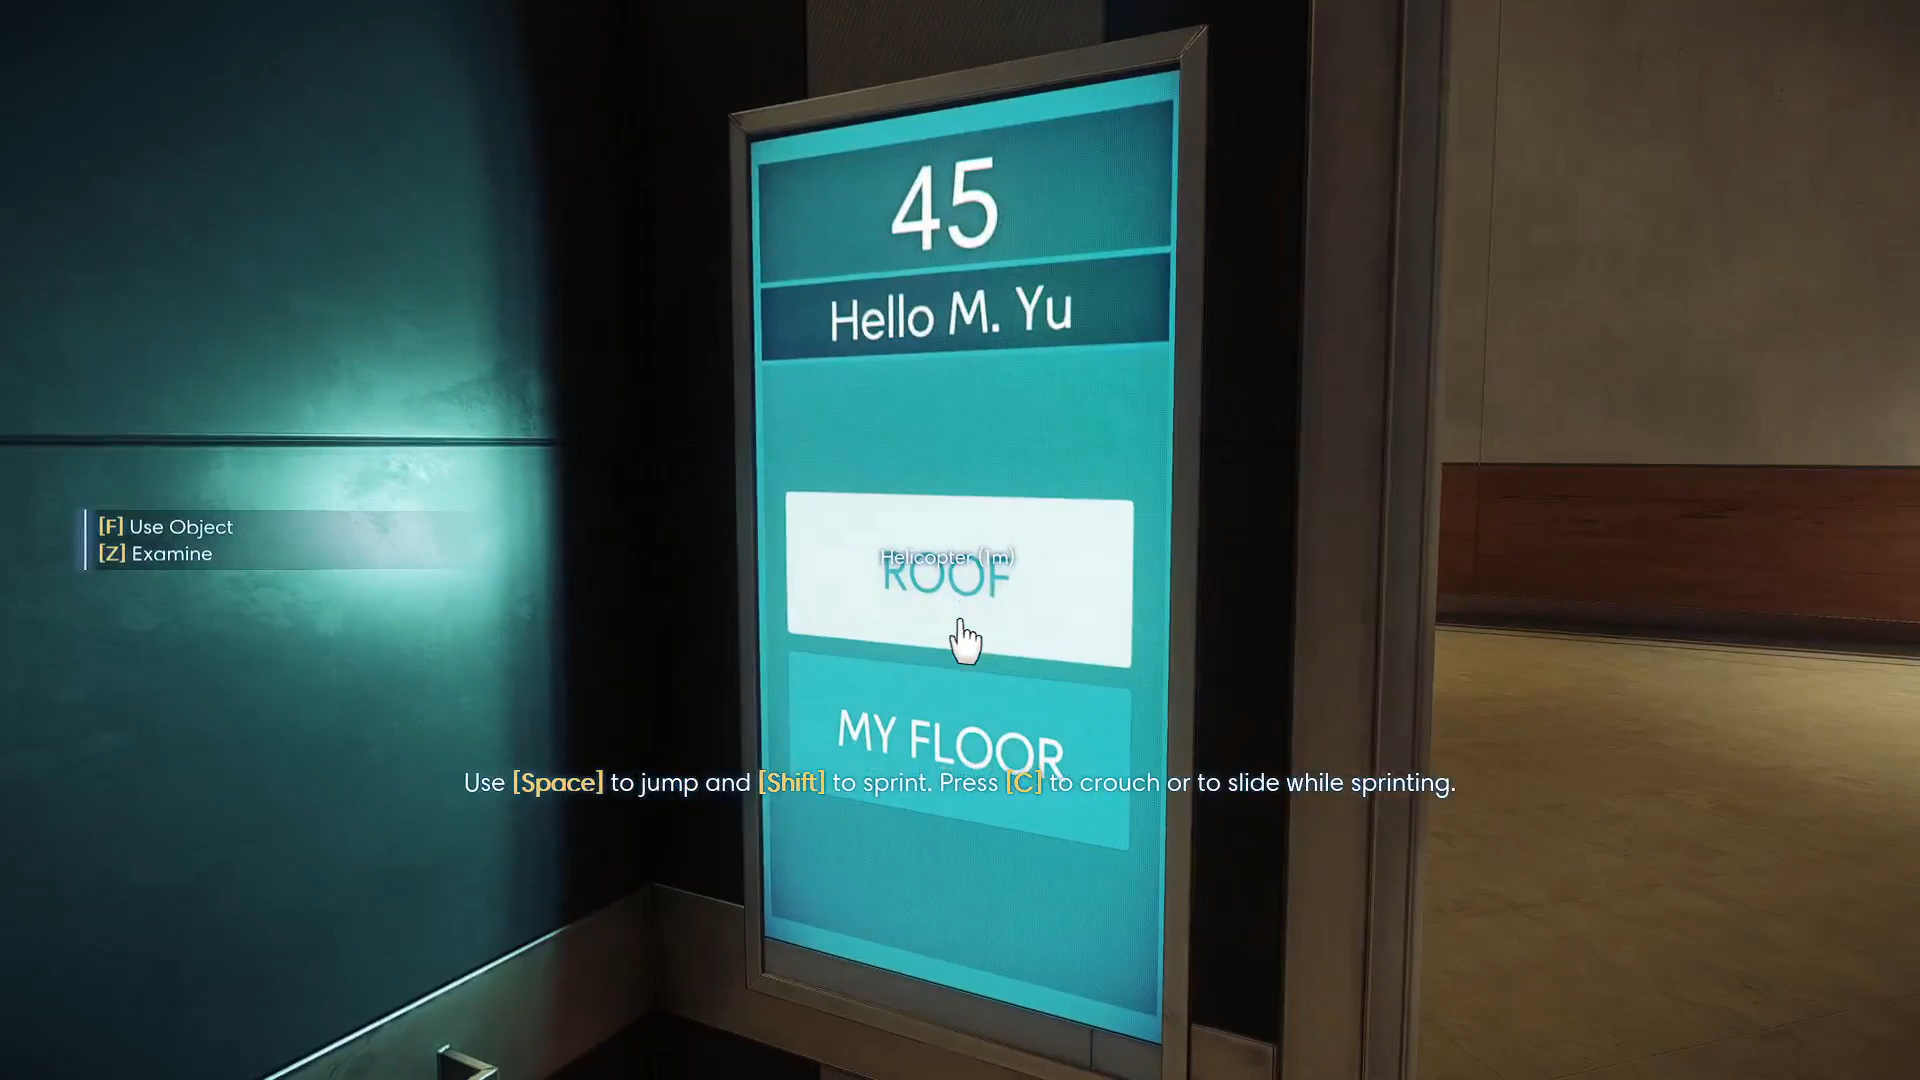 45
Hello M. Yu
[F] Use Object
[Z] Examine
Helicopter (1m)
ROOF
MY FLOOR
Use [Space] to jump and [Shift] to sprint. Press [C] to crouch or to slide while sprinting.